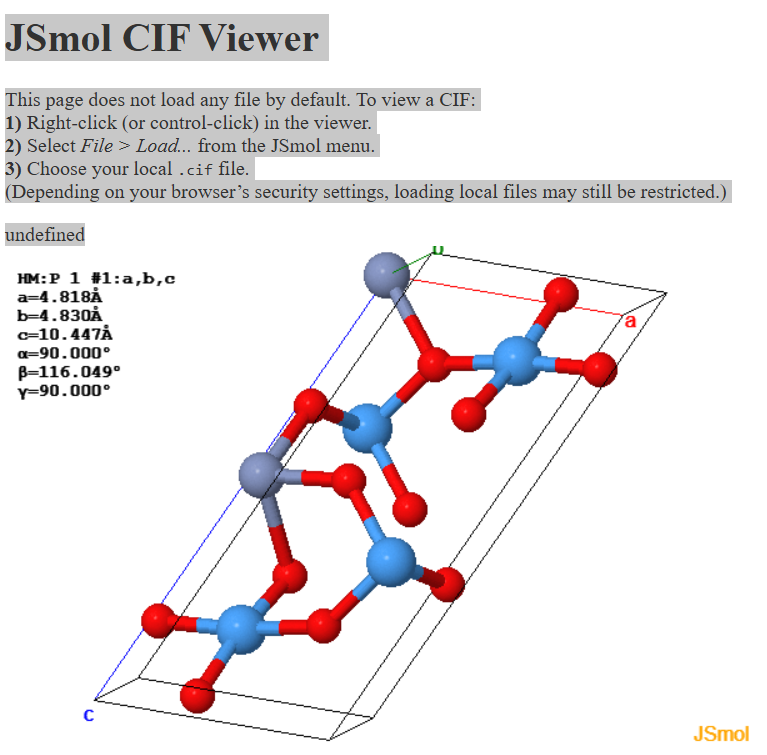 JSmol CIF Viewer
This page does not load any file by default. To view a CIF:
1) Right-click (or control-click) in the viewer.
2) Select File > Load... from the JSmol menu.
3) Choose your local .cif file.
(Depending on your browser’s security settings, loading local files may still be restricted.)
undefined
HM:P 1 #1:a,b,c
a=4.818Å
b=4.830Å
c=10.447Å
α=90.000°
β=116.049°
γ=90.000°
a
c
JSmol